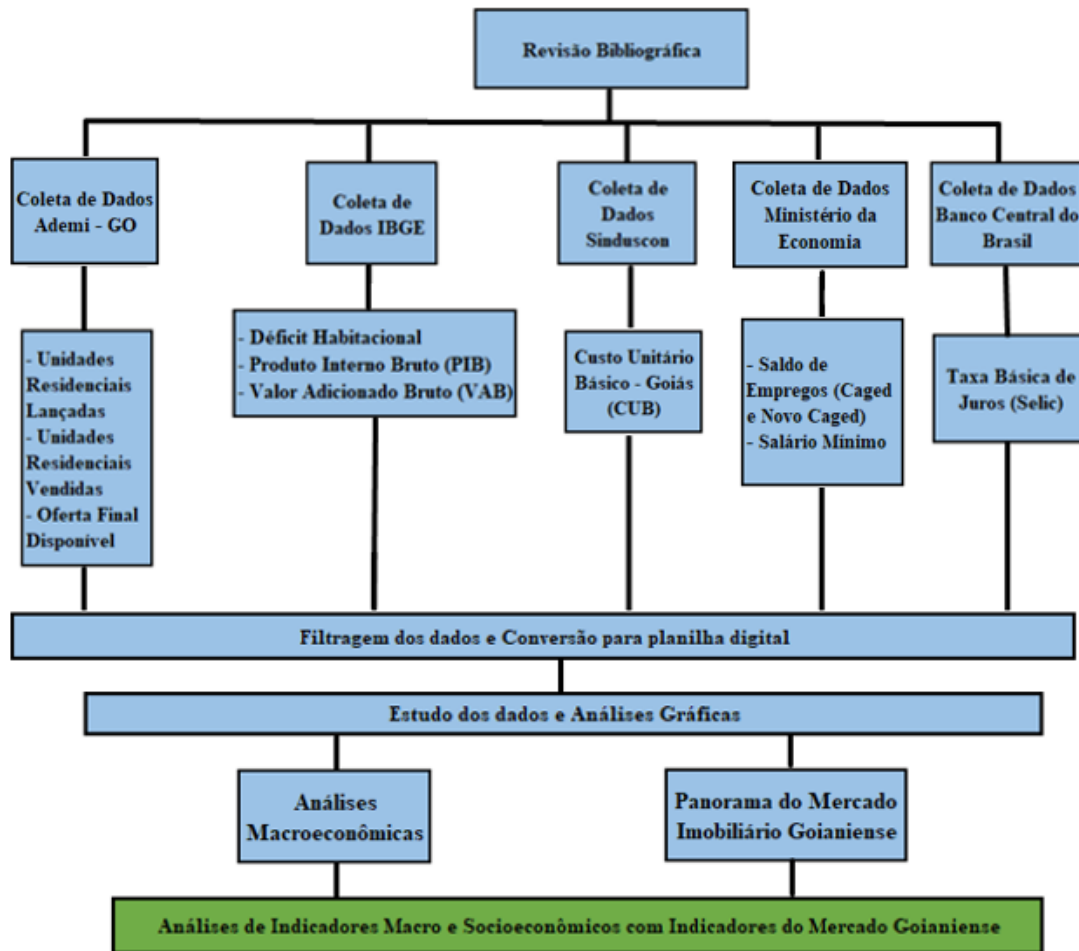 Revisão Bibliográfica
Coleta de Dados
Ademi - GO
Coleta de
Dados IBGE
Coleta de
Dados
Sinduscon
Coleta de Dados
Ministério da
Economia
Coleta de Dados
Banco Central do
Brasil
- Unidades
Residenciais
Lançadas
- Unidades
Residenciais
Vendidas
- Oferta Final
Disponível
- Déficit Habitacional
- Produto Interno Bruto (PIB)
- Valor Adicionado Bruto (VAB)
Custo Unitário
Básico - Goiás
(CUB)
- Saldo de
Empregos (Caged
e Novo Caged)
- Salário Mínimo
Taxa Básica de
Juros (Selic)
Filtragem dos dados e Conversão para planilha digital
Estudo dos dados e Análises Gráficas
Análises
Macroeconômicas
Panorama do Mercado
Imobiliário Goianiense
Análises de Indicadores Macro e Socioeconômicos com Indicadores do Mercado Goianiense